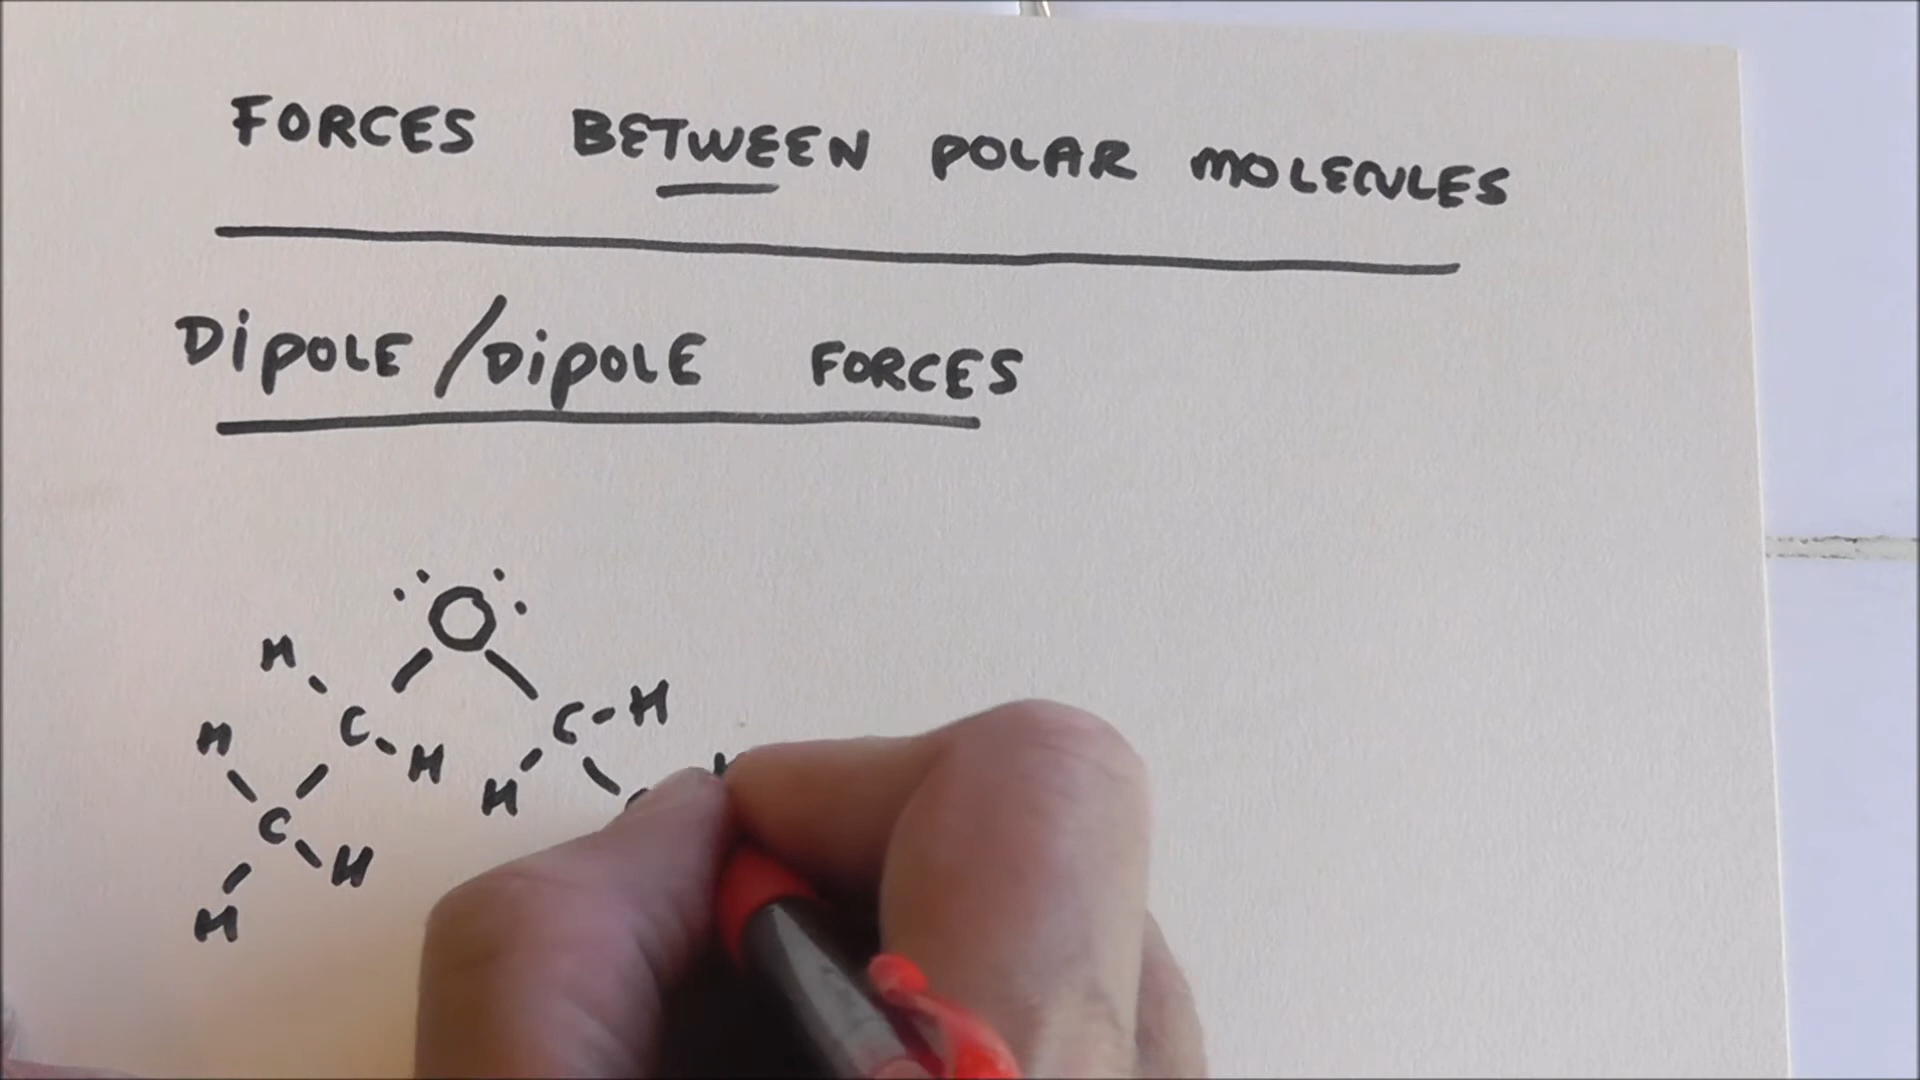 FORCES BETWEEN POLAR MOLECULES
DiPOLE/DiPOLE FORCES
O
H
C H
H C H
H
C H
H